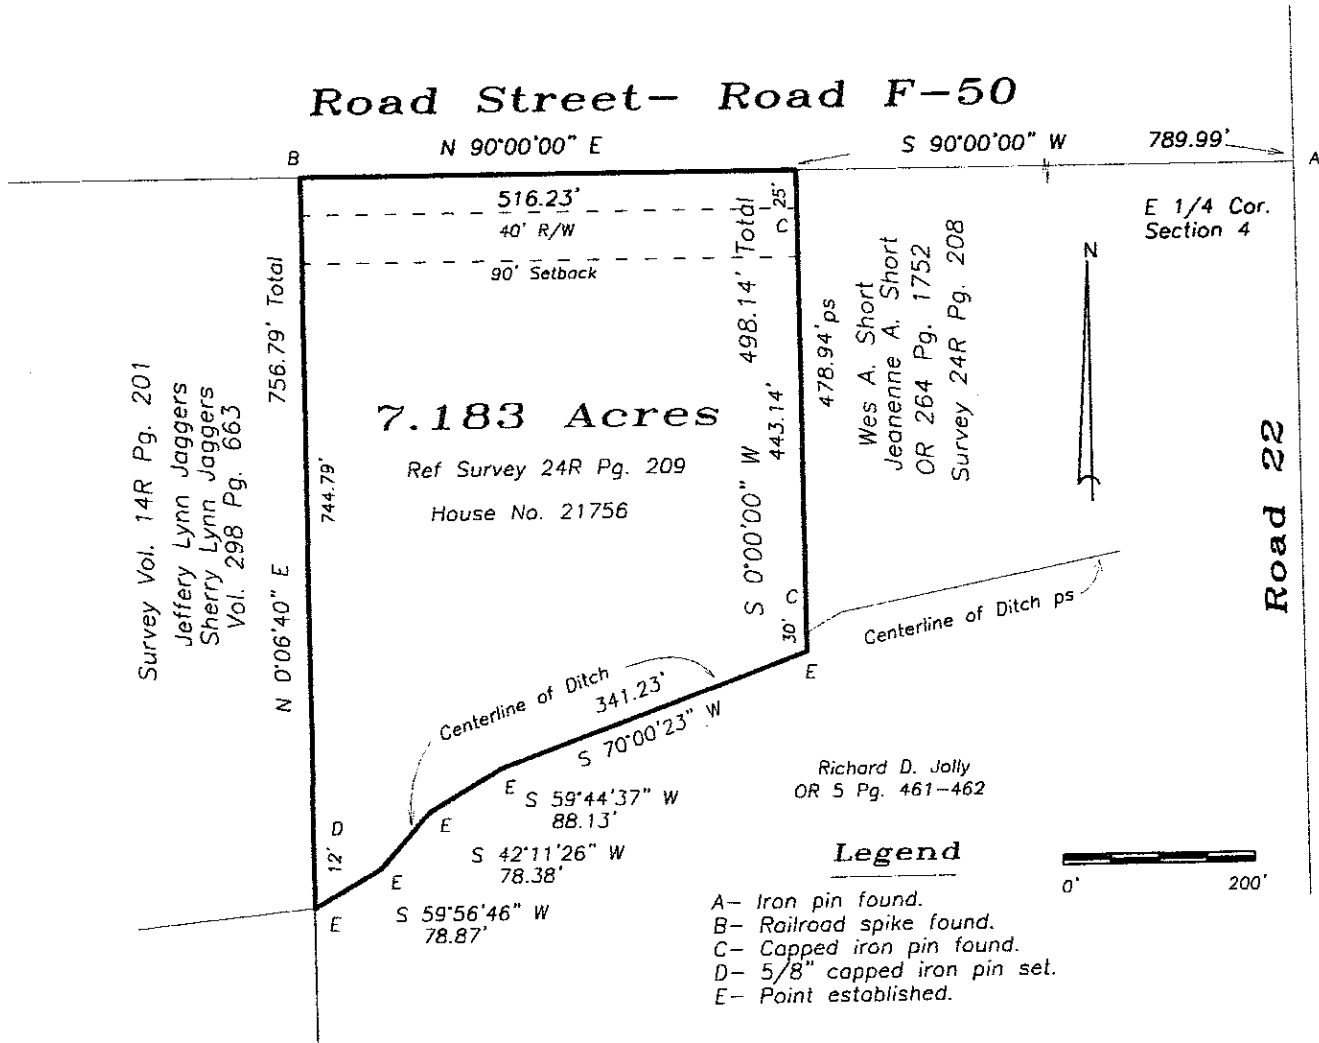 Road Street- Road F-50
N 90°00'00" E
S 90°00'00" W
789.99'
B
A
516.23'
25'
40' R/W
C
90' Setback
E 1/4 Cor.
Section 4
N
756.79' Total
744.79'
N 0°06'40" E
Survey Vol. 14R Pg. 201
Jeffery Lynn Jaggers
Sherry Lynn Jaggers
Vol. 298 Pg. 663
7.183 Acres
Ref Survey 24R Pg. 209
House No. 21756
498.14' Total
443.14'
S 0°00'00" W
478.94'ps
Wes A. Short
Jeanenne A. Short
OR 264 Pg. 1752
Survey 24R Pg. 208
Road 22
C
30'
E
Centerline of Ditch ps
Centerline of Ditch
341.23'
S 70°00'23" W
E
S 59°44'37" W
88.13'
E
S 42°11'26" W
78.38'
E
S 59°56'46" W
78.87'
D
12'
E
Richard D. Jolly
OR 5 Pg. 461-462
Legend
A- Iron pin found.
B- Railroad spike found.
C- Capped iron pin found.
D- 5/8" capped iron pin set.
E- Point established.
0'
200'